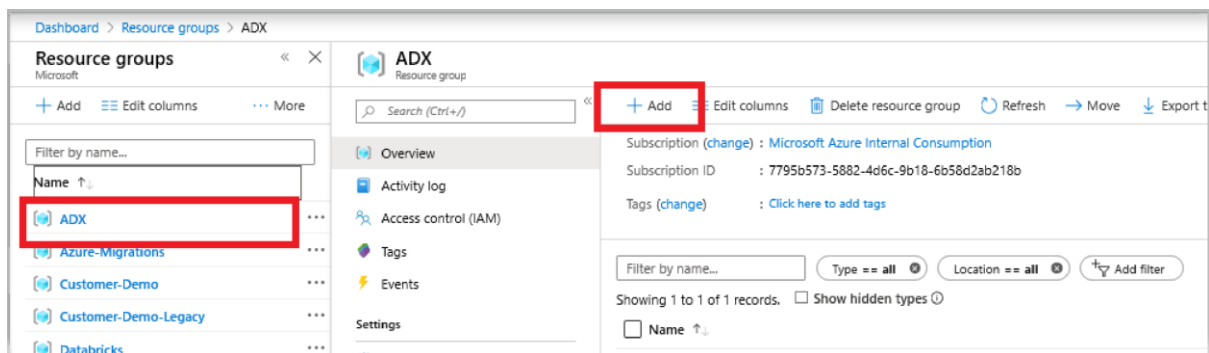 Dashboard > Resource groups > ADX
Resource groups
Microsoft
Add Edit columns ··· More
Filter by name...
Name ↑↓
ADX ···
Azure-Migrations ···
Customer-Demo ···
Customer-Demo-Legacy ···
Databricks ···
ADX
Resource group
Search (Ctrl+/)
Overview
Activity log
Access control (IAM)
Tags
Events
Settings
Add Edit columns Delete resource group Refresh Move Export t
Subscription (change) : Microsoft Azure Internal Consumption
Subscription ID : 7795b573-5882-4d6c-9b18-6b58d2ab218b
Tags (change) : Click here to add tags
Filter by name... Type == all Location == all Add filter
Showing 1 to 1 of 1 records. Show hidden types
Name ↑↓